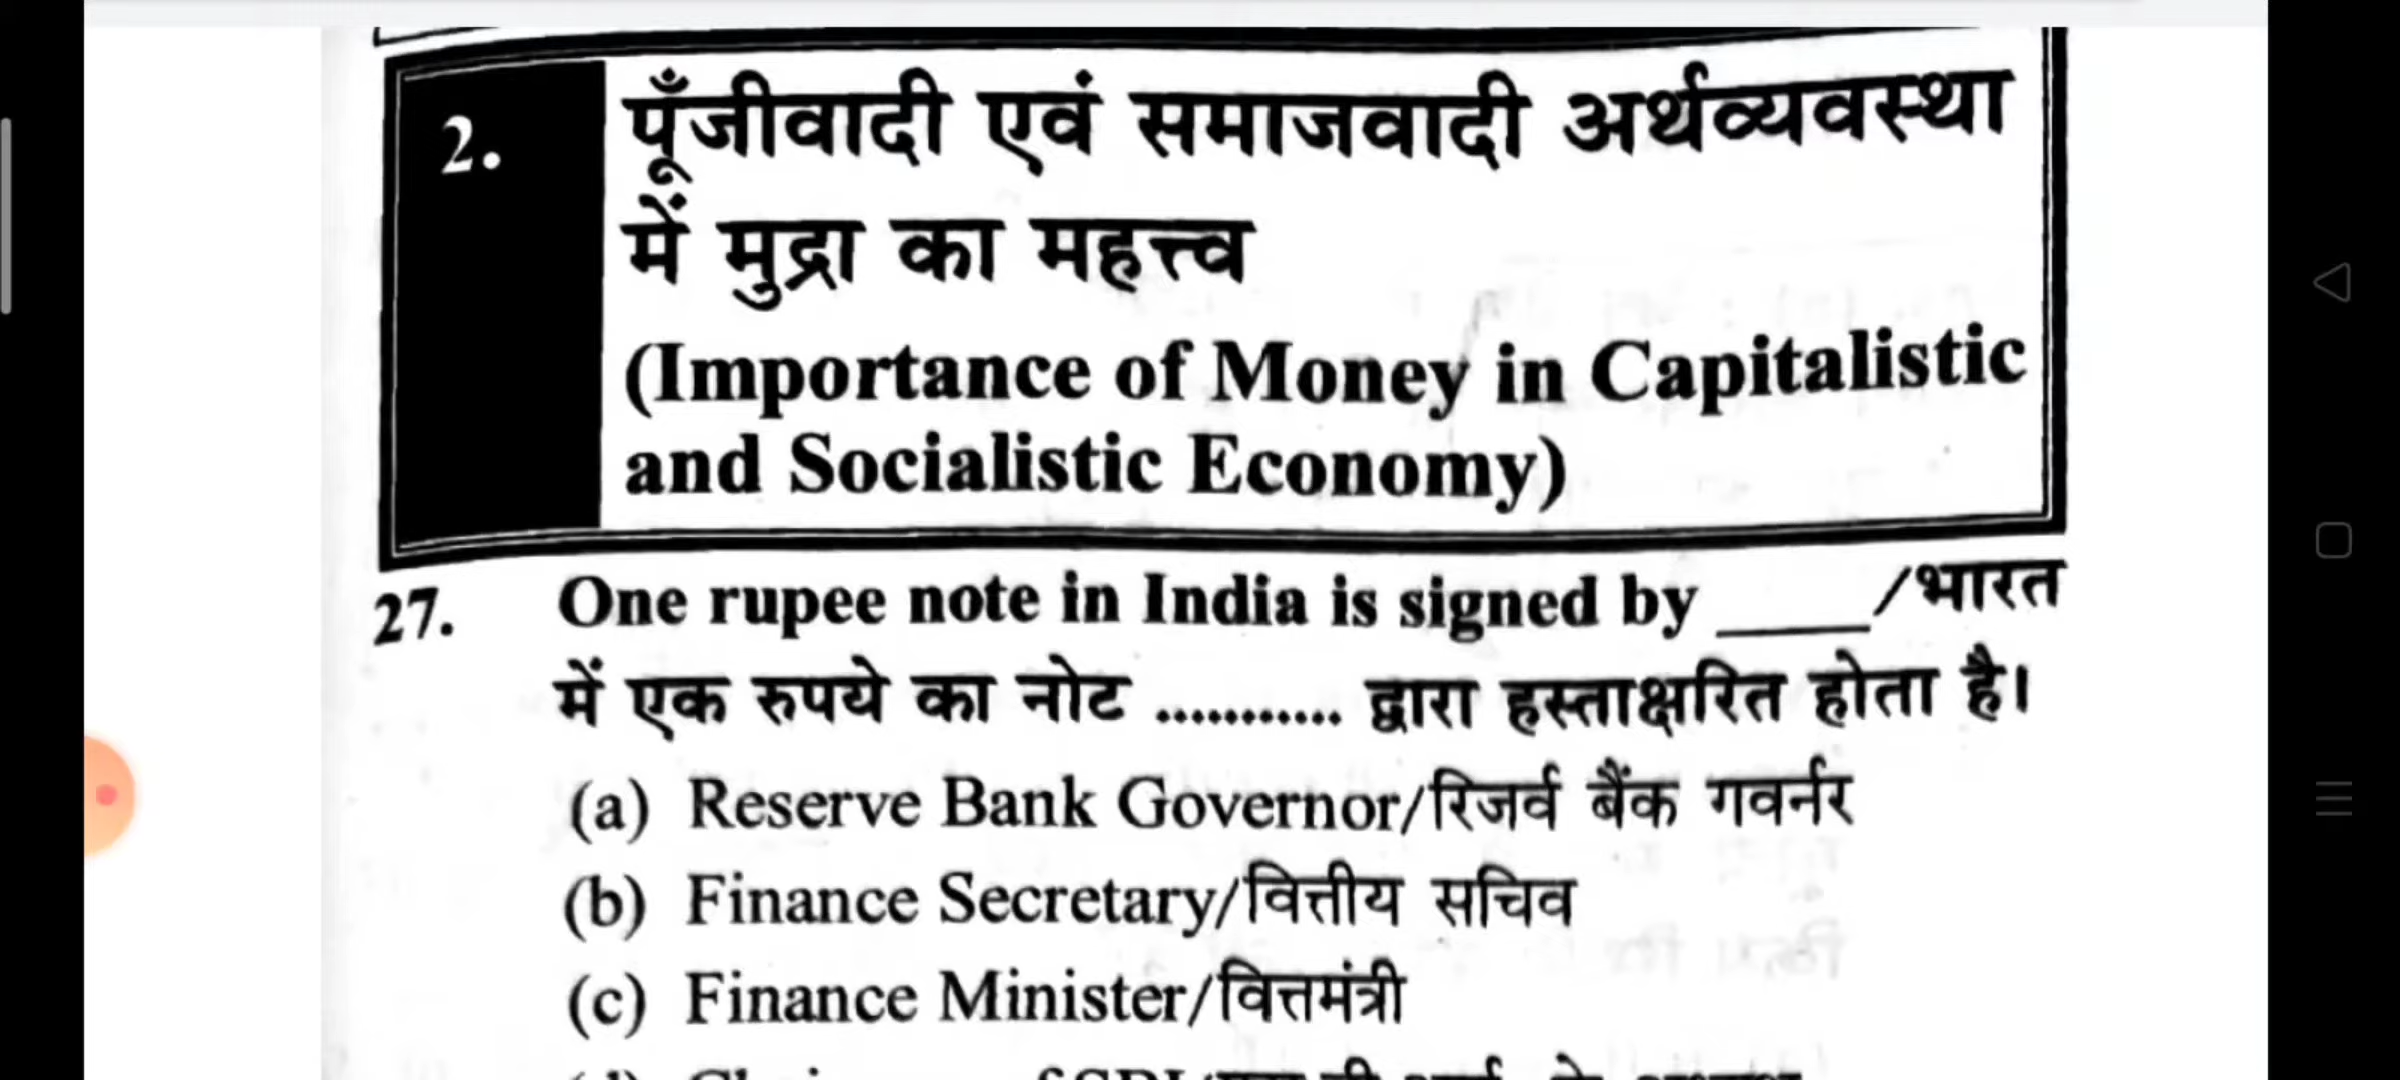 2. पूँजीवादी एवं समाजवादी अर्थव्यवस्था
में मुद्रा का महत्त्व
(Importance of Money in Capitalistic
and Socialistic Economy)
27. One rupee note in India is signed by ____/भारत
में एक रुपये का नोट ........... द्वारा हस्ताक्षरित होता है।
(a) Reserve Bank Governor/रिजर्व बैंक गवर्नर
(b) Finance Secretary/वित्तीय सचिव
(c) Finance Minister/वित्तमंत्री